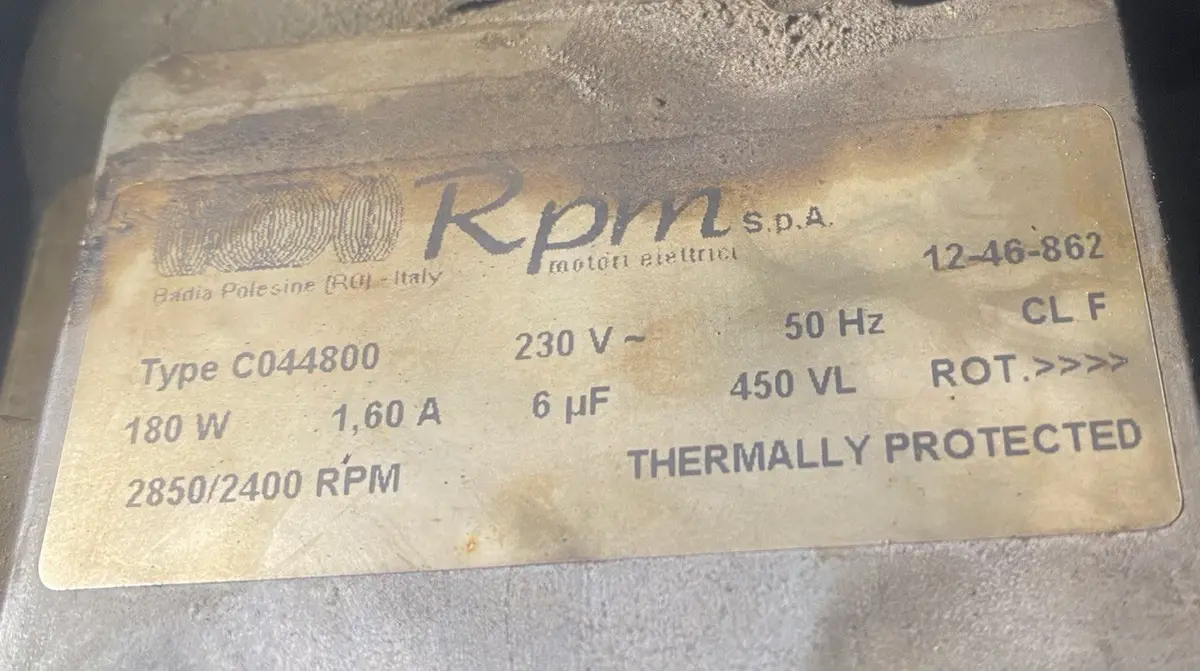 Rpm S.p.A.
motori elettrici
Badia Polesine (RO) - Italy
12-46-862
Type C044800 230 V ~ 50 Hz CL F
180 W 1,60 A 6 µF 450 VL ROT.>>>>
2850/2400 RPM THERMALLY PROTECTED